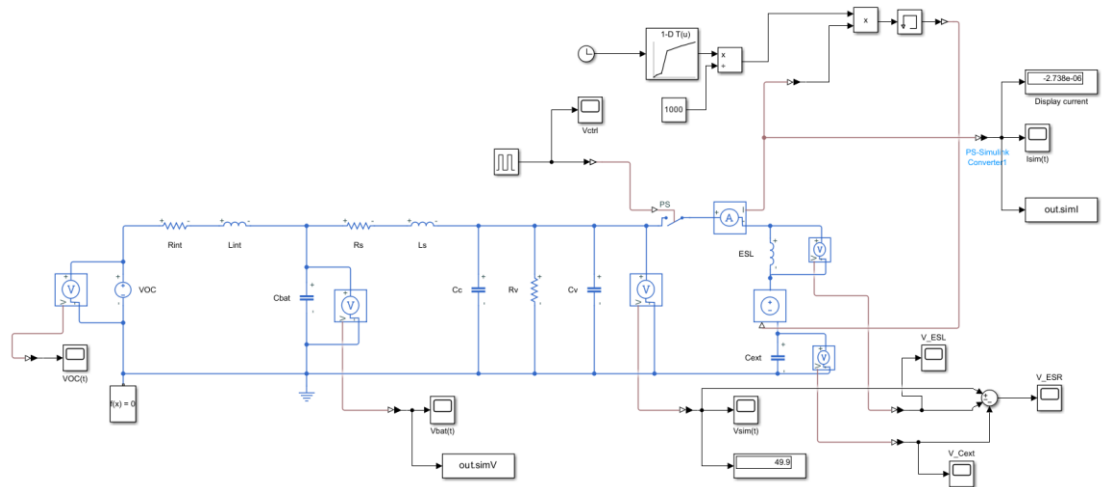 1-D T(u)
x
x
÷
1000
-2.738e-06
Display current
Vctrl
PS-Simulink
Converter1
Isim(t)
out.simI
PS
A
I
Rint
Lint
Rs
Ls
ESL
V
V
VOC
V
Cbat
V
Cc
Rv
Cv
V
Cext
V
VOC(t)
V_ESL
V_ESR
f(x) = 0
Vbat(t)
Vsim(t)
out.simV
49.9
V_Cext